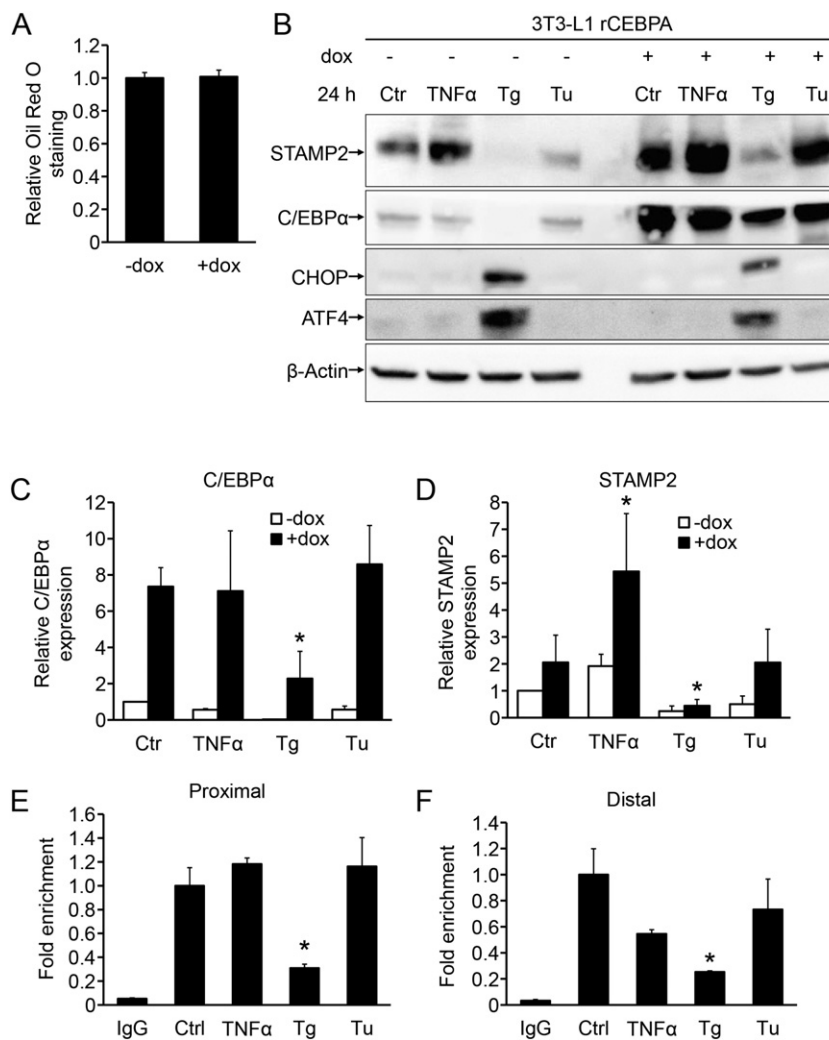 A
Relative Oil Red O
staining
1.2
1.0
0.8
0.6
0.4
0.2
0
-dox +dox
B
3T3-L1 rCEBPA
dox - - - - + + + +
24 h Ctr TNFα Tg Tu Ctr TNFα Tg Tu
STAMP2
C/EBPα
CHOP
ATF4
β-Actin
C
C/EBPα
Relative C/EBPα
expression
12
10
8
6
4
2
0
-dox
+dox
*
Ctr TNFα Tg Tu
D
STAMP2
Relative STAMP2
expression
8
7
6
5
4
3
2
1
0
-dox
+dox
*
*
Ctr TNFα Tg Tu
E
Proximal
Fold enrichment
1.6
1.4
1.2
1.0
0.8
0.6
0.4
0.2
0
*
IgG Ctrl TNFα Tg Tu
F
Distal
Fold enrichment
1.4
1.2
1.0
0.8
0.6
0.4
0.2
0
*
IgG Ctrl TNFα Tg Tu